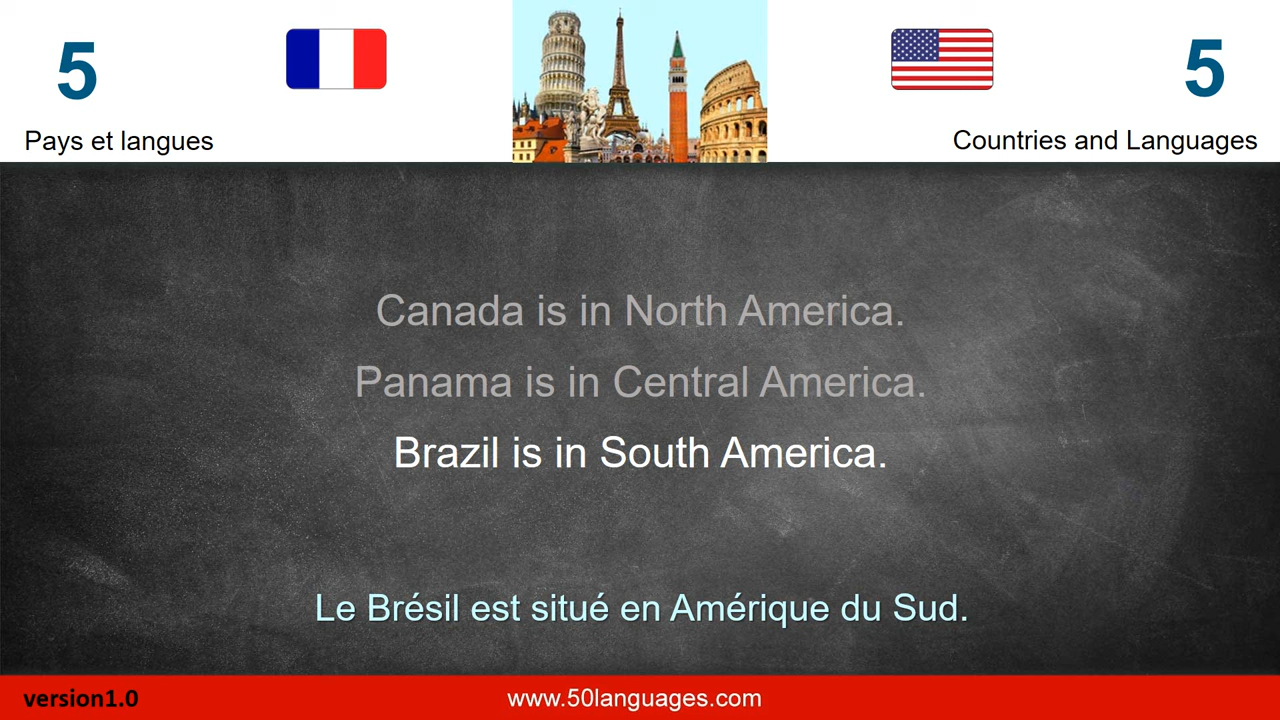 5
5
Pays et langues
Countries and Languages
Canada is in North America.
Panama is in Central America.
Brazil is in South America.
Le Brésil est situé en Amérique du Sud.
version1.0
www.50languages.com